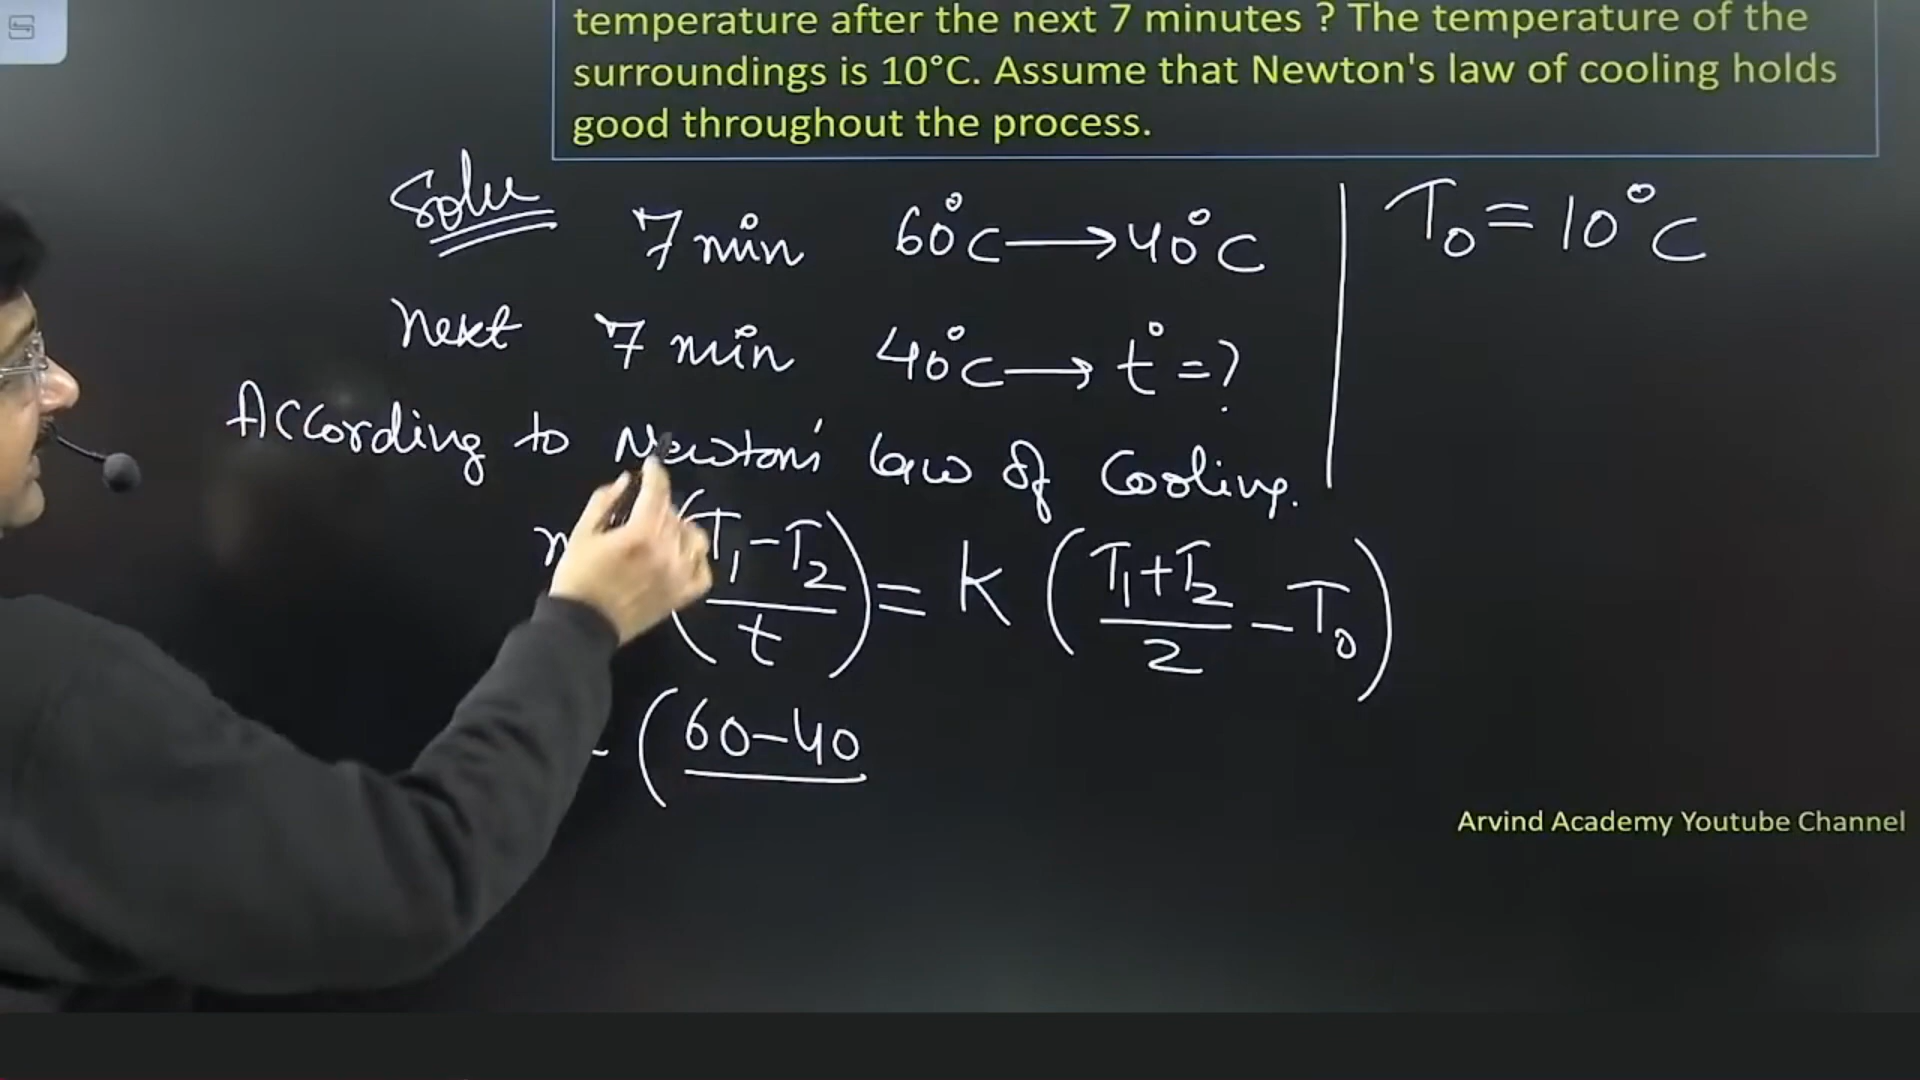 temperature after the next 7 minutes ? The temperature of the
surroundings is 10°C. Assume that Newton's law of cooling holds
good throughout the process.
Solu 7 min 60°C → 40°C T₀ = 10°C
Next 7 min 40°C → t° = ?
According to Newton's law of Cooling.
(T₁ - T₂ / t) = K (T₁ + T₂ / 2 - T₀)
(60 - 40
Arvind Academy Youtube Channel